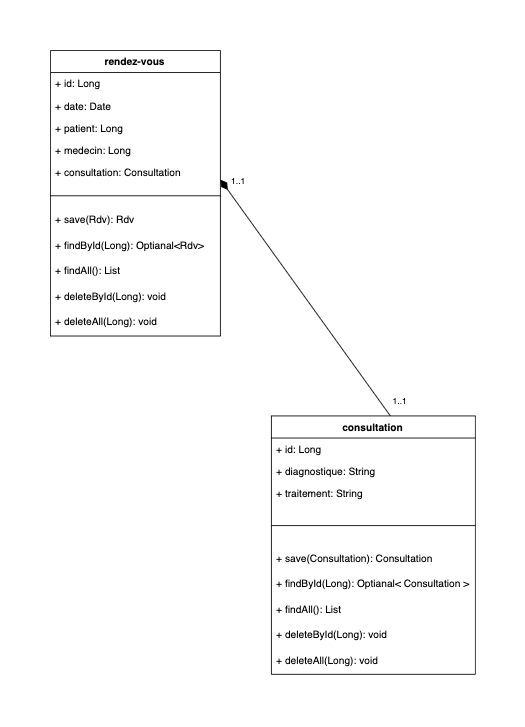 rendez-vous
+ id: Long
+ date: Date
+ patient: Long
+ medecin: Long
+ consultation: Consultation
1..1
+ save(Rdv): Rdv
+ findById(Long): Optianal<Rdv>
+ findAll(): List
+ deleteById(Long): void
+ deleteAll(Long): void
1..1
consultation
+ id: Long
+ diagnostique: String
+ traitement: String
+ save(Consultation): Consultation
+ findById(Long): Optianal< Consultation >
+ findAll(): List
+ deleteById(Long): void
+ deleteAll(Long): void